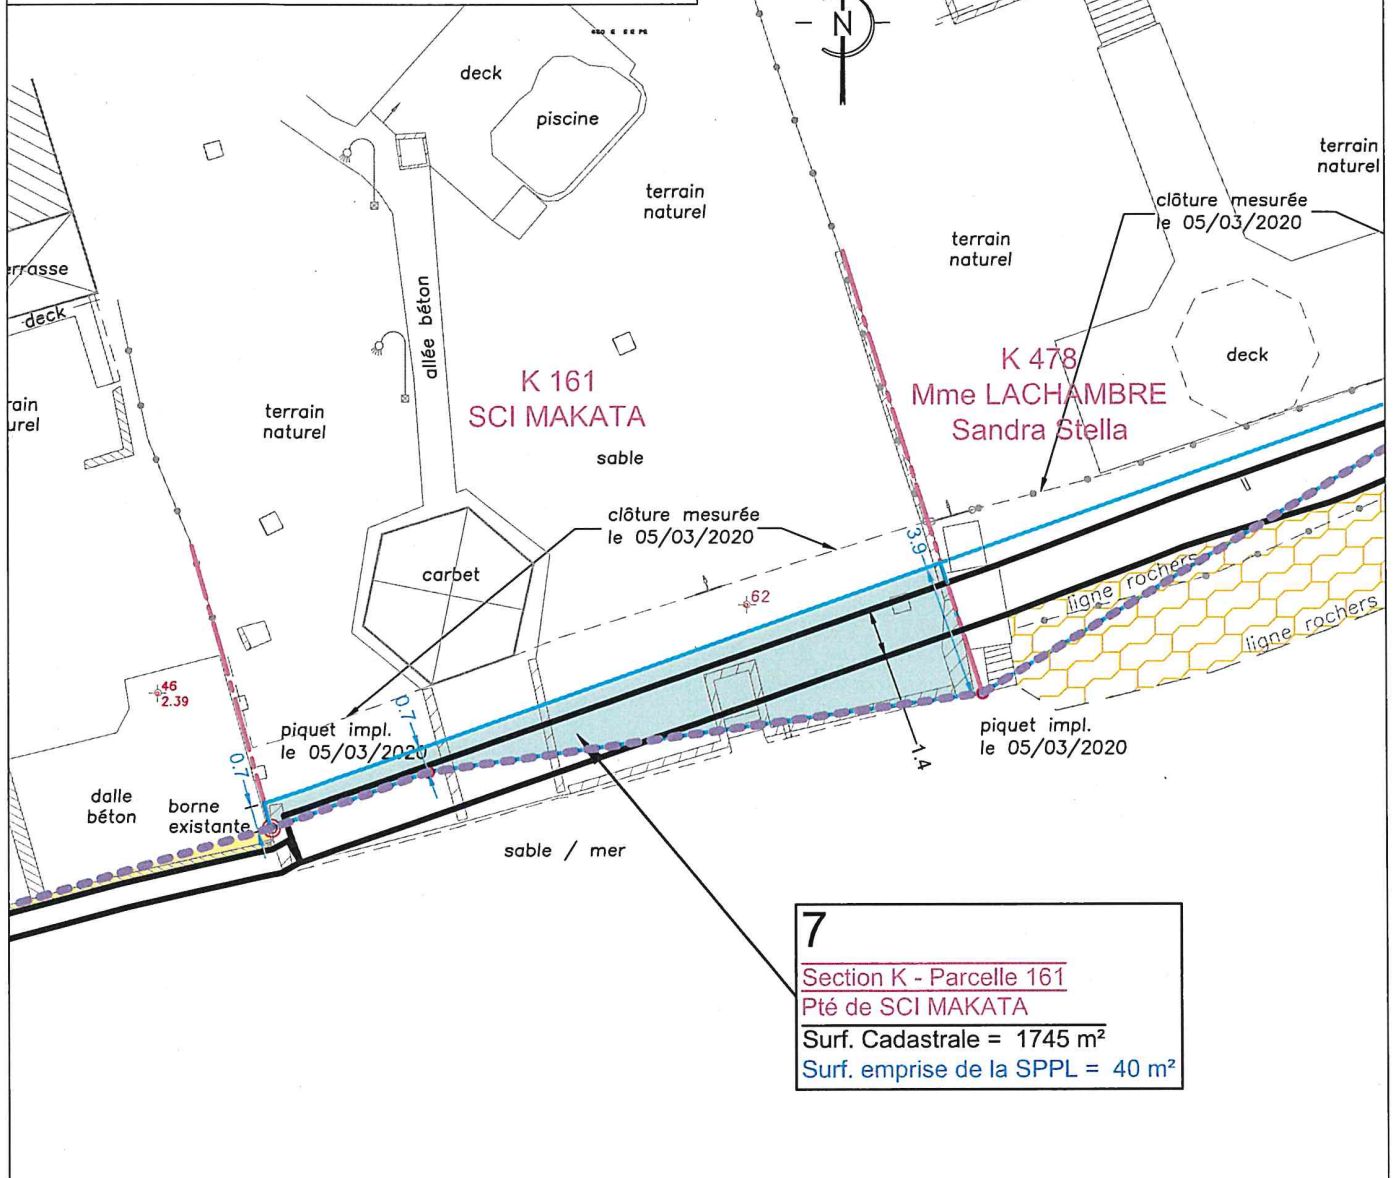 N
deck
piscine
terrain
naturel
terrain
naturel
clôture mesurée
le 05/03/2020
terrain
naturel
errasse
deck
allée béton
K 161
SCI MAKATA
K 478
Mme LACHAMBRE
Sandra Stella
deck
rain
urel
terrain
naturel
sable
clôture mesurée
le 05/03/2020
3.9
carbet
62
ligne rochers
ligne rochers
46
2.39
piquet impl.
le 05/03/2020
0.7
0.7
piquet impl.
le 05/03/2020
1.4
dalle
béton
borne
existante
sable / mer
7
Section K - Parcelle 161
Pté de SCI MAKATA
Surf. Cadastrale = 1745 m²
Surf. emprise de la SPPL = 40 m²